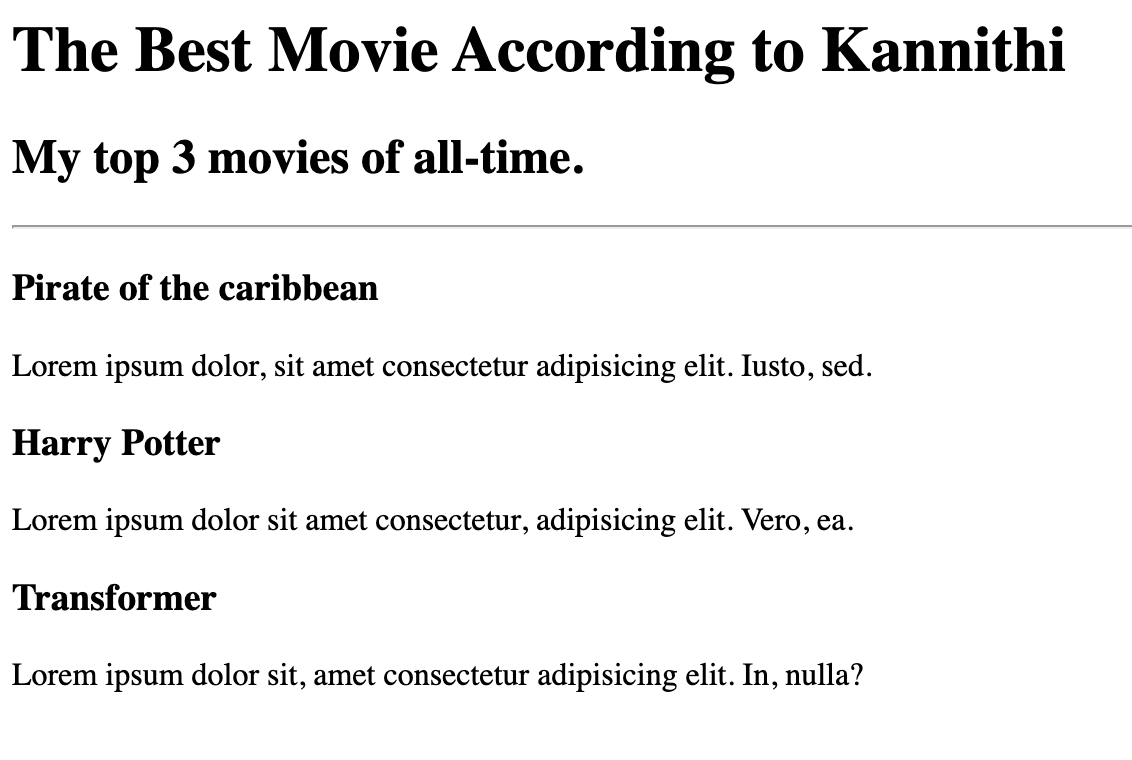 The Best Movie According to Kannithi
My top 3 movies of all-time.
Pirate of the caribbean
Lorem ipsum dolor, sit amet consectetur adipisicing elit. Iusto, sed.
Harry Potter
Lorem ipsum dolor sit amet consectetur, adipisicing elit. Vero, ea.
Transformer
Lorem ipsum dolor sit, amet consectetur adipisicing elit. In, nulla?